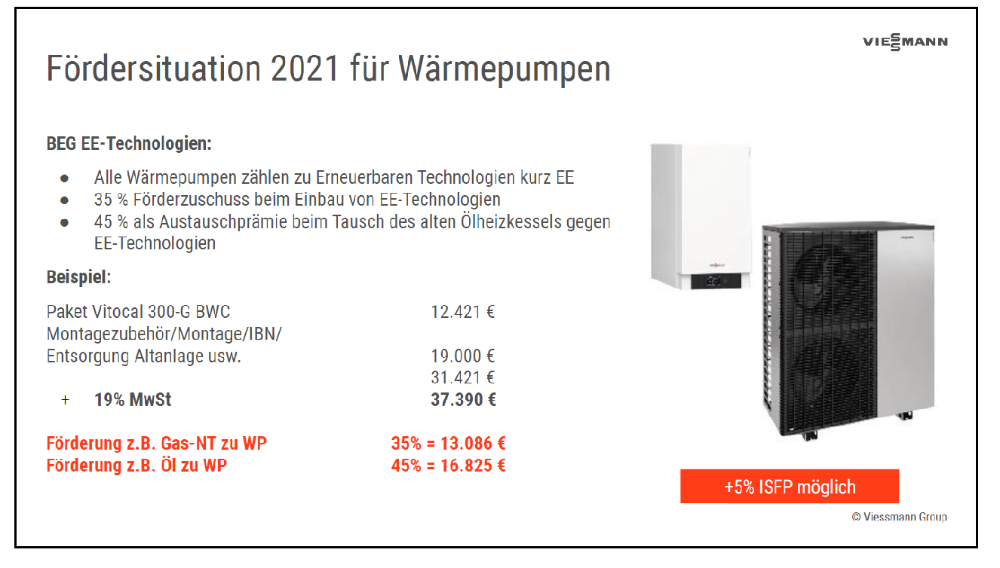 VIESSMANN
Fördersituation 2021 für Wärmepumpen
BEG EE-Technologien:
● Alle Wärmepumpen zählen zu Erneuerbaren Technologien kurz EE
● 35 % Förderzuschuss beim Einbau von EE-Technologien
● 45 % als Austauschprämie beim Tausch des alten Ölheizkessels gegen
EE-Technologien
Beispiel:
Paket Vitocal 300-G BWC 12.421 €
Montagezubehör/Montage/IBN/
Entsorgung Altanlage usw. 19.000 €
31.421 €
+ 19% MwSt 37.390 €
Förderung z.B. Gas-NT zu WP 35% = 13.086 €
Förderung z.B. Öl zu WP 45% = 16.825 €
+5% ISFP möglich
© Viessmann Group